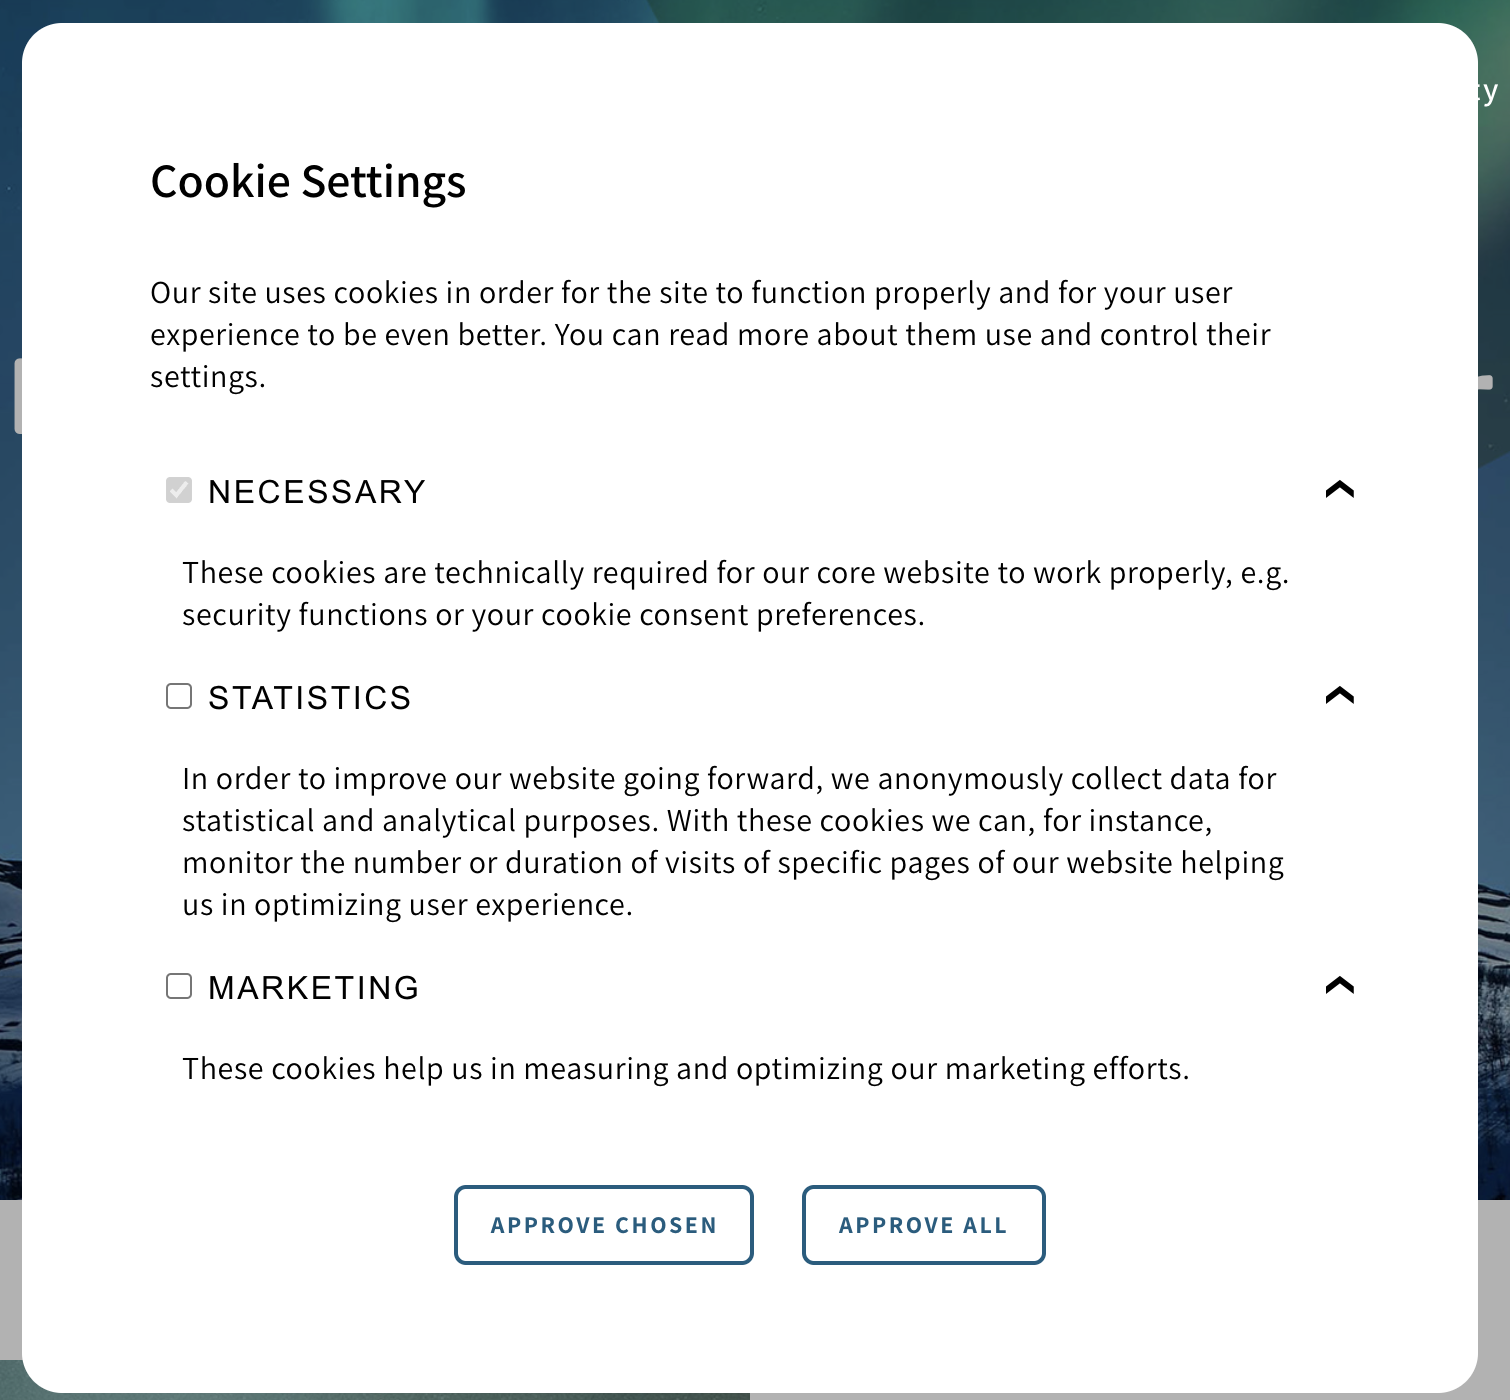 Cookie Settings
Our site uses cookies in order for the site to function properly and for your user
experience to be even better. You can read more about them use and control their
settings.
NECESSARY
These cookies are technically required for our core website to work properly, e.g.
security functions or your cookie consent preferences.
STATISTICS
In order to improve our website going forward, we anonymously collect data for
statistical and analytical purposes. With these cookies we can, for instance,
monitor the number or duration of visits of specific pages of our website helping
us in optimizing user experience.
MARKETING
These cookies help us in measuring and optimizing our marketing efforts.
APPROVE CHOSEN
APPROVE ALL